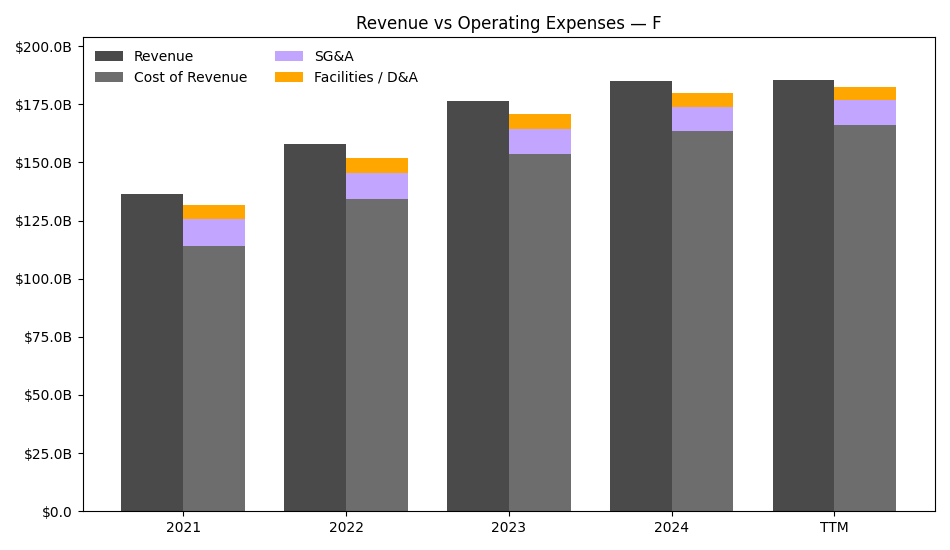 Revenue vs Operating Expenses — F
Revenue
Cost of Revenue
SG&A
Facilities / D&A
$200.0B
$175.0B
$150.0B
$125.0B
$100.0B
$75.0B
$50.0B
$25.0B
$0.0
2021 2022 2023 2024 TTM